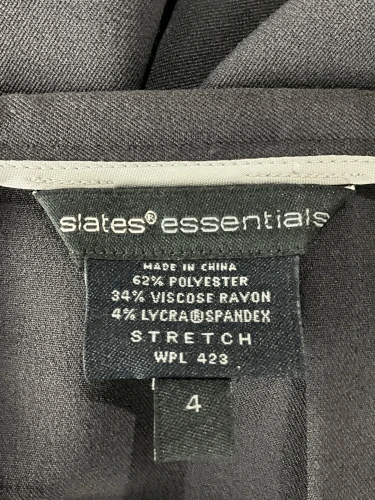 slates® essentials
MADE IN CHINA
62% POLYESTER
34% VISCOSE RAYON
4% LYCRA® SPANDEX
STRETCH
WPL 423
4